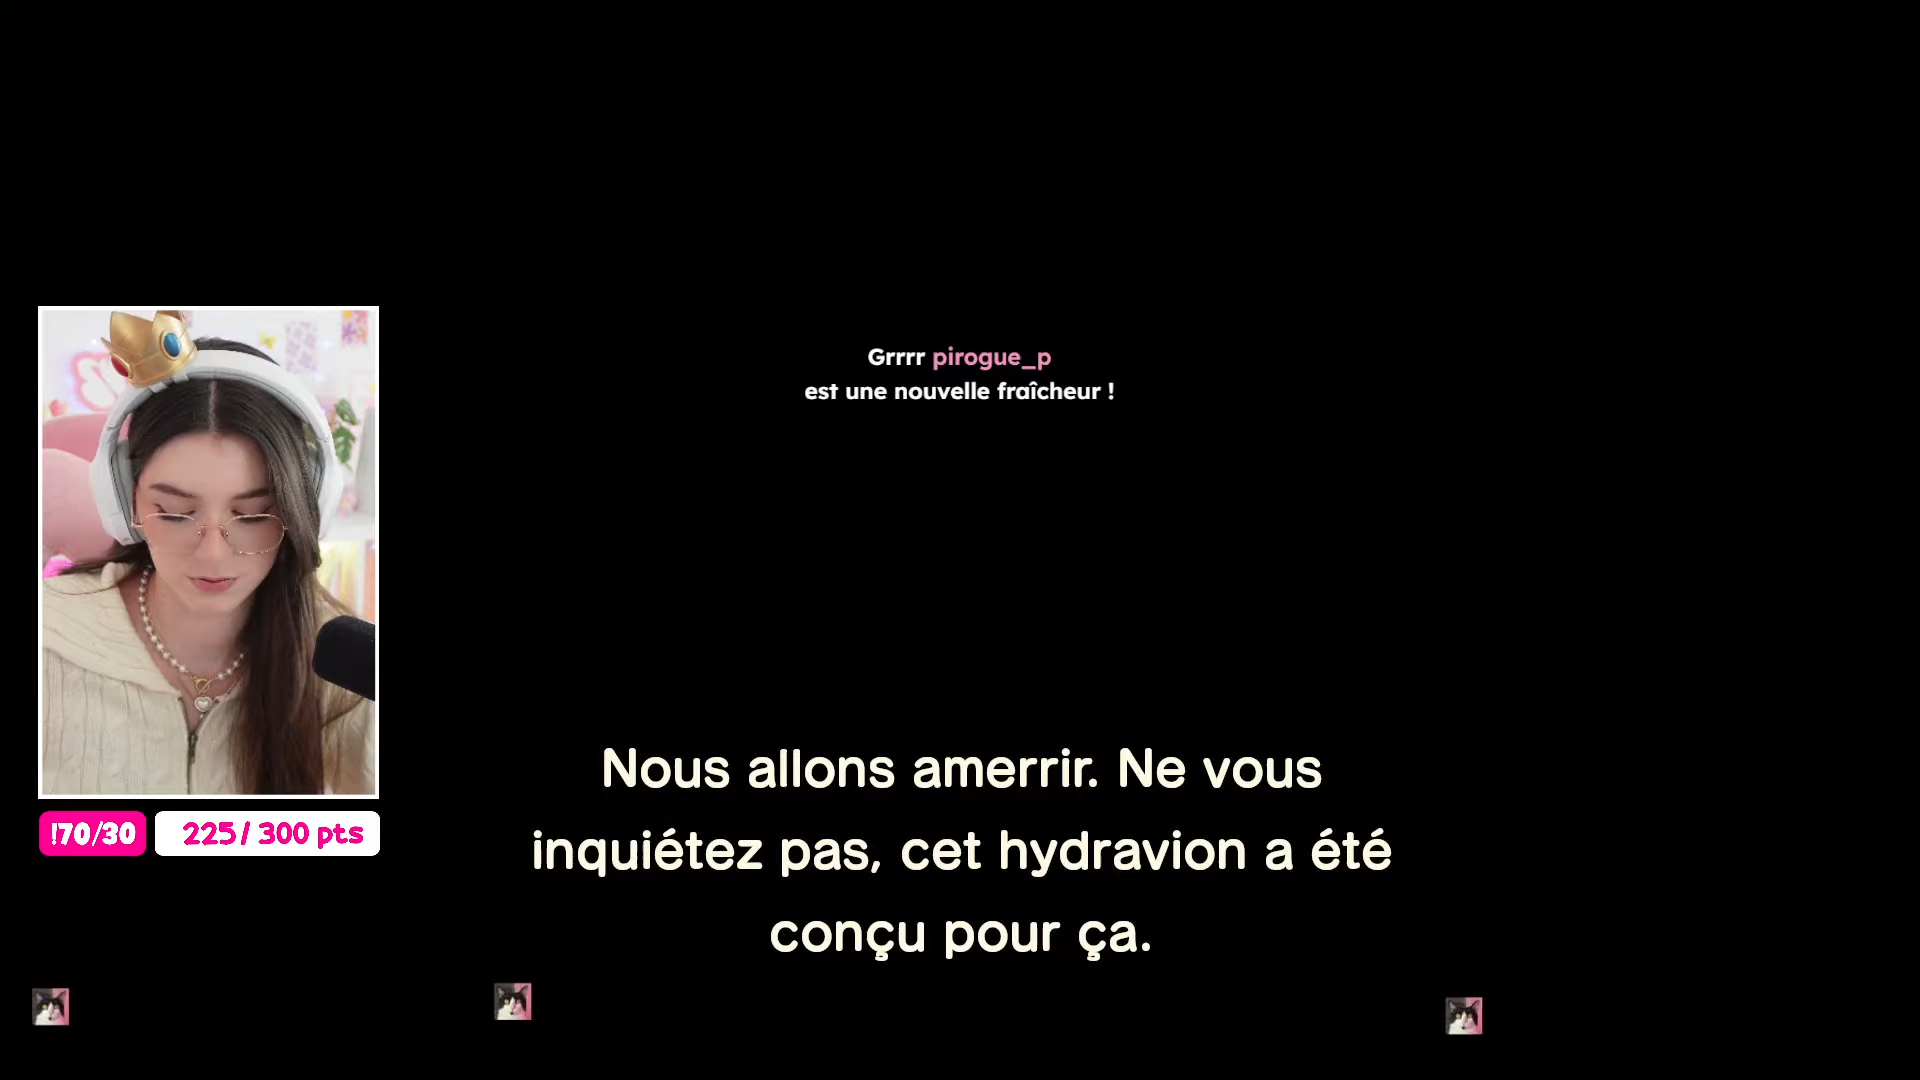 Grrrr pirogue_p
est une nouvelle fraîcheur !
!70/30 225/ 300 pts
Nous allons amerrir. Ne vous
inquiétez pas, cet hydravion a été
conçu pour ça.